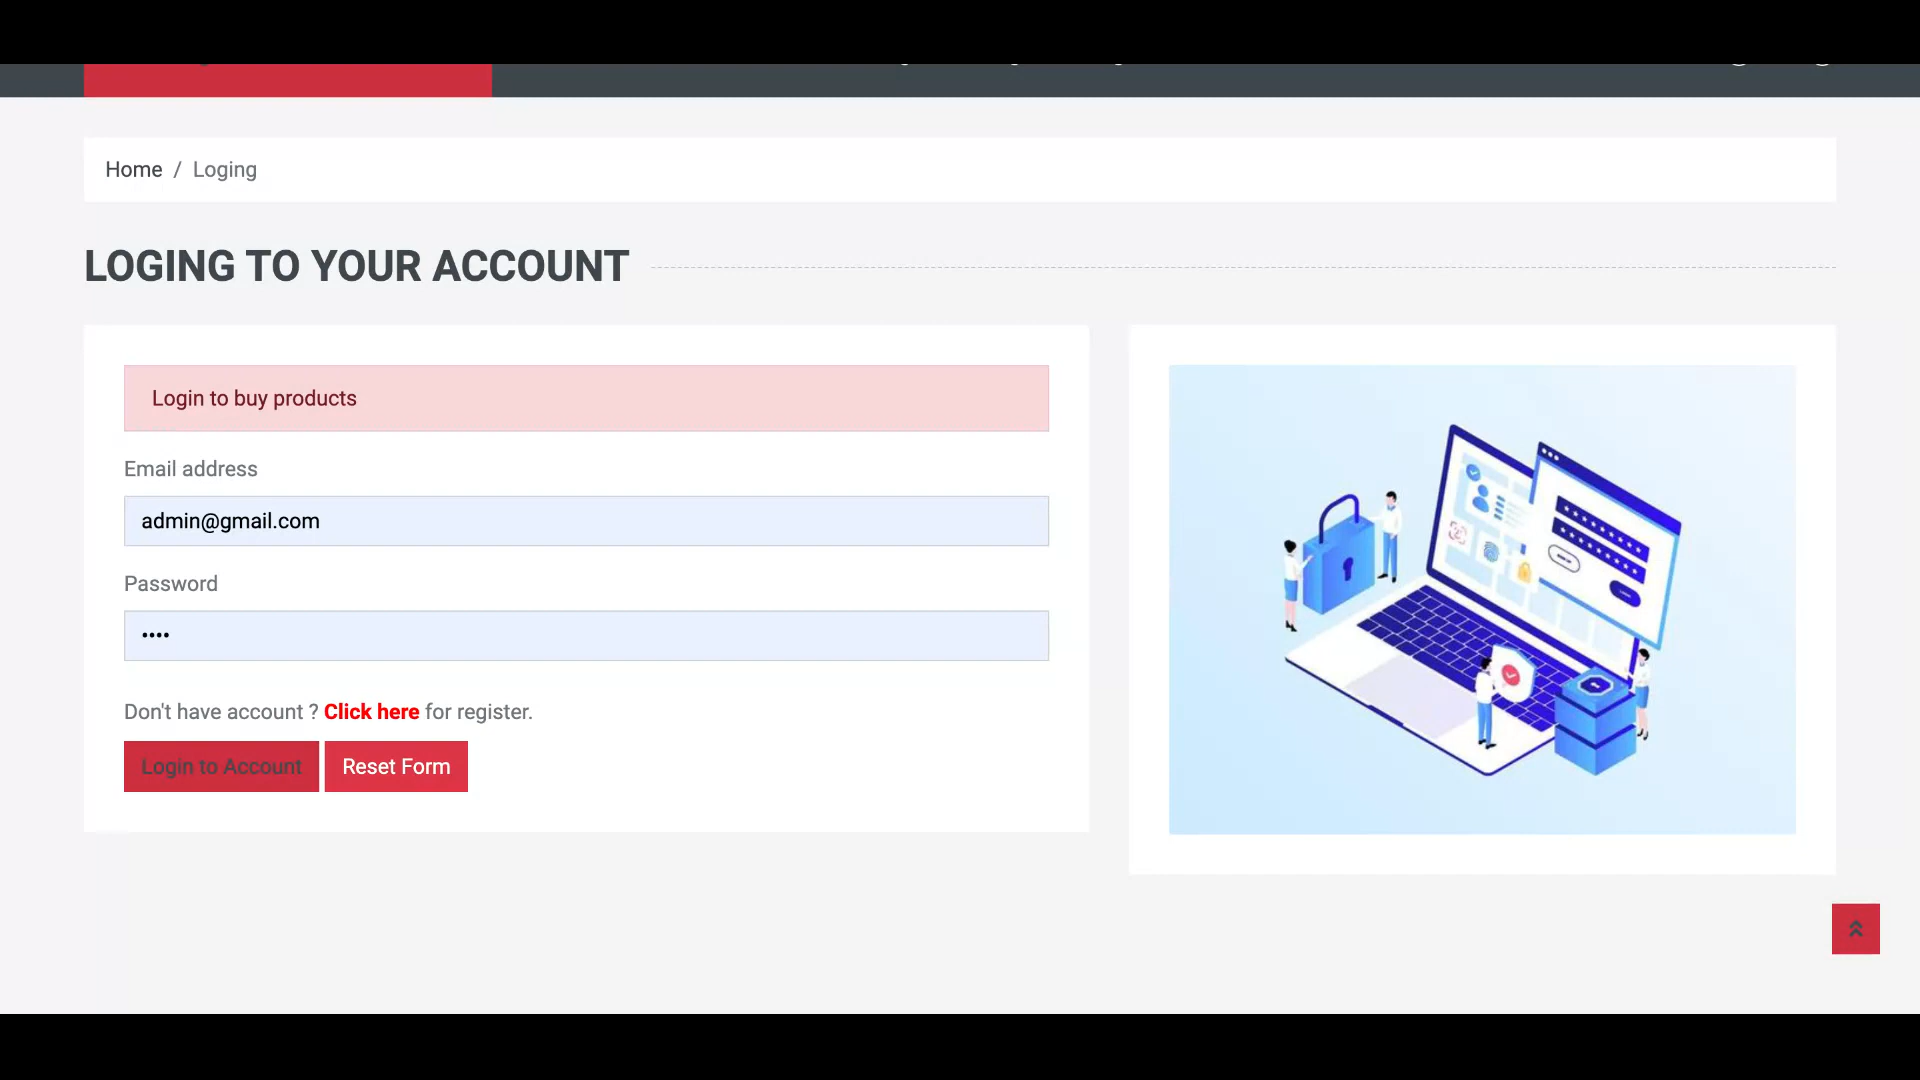 Home / Loging
LOGING TO YOUR ACCOUNT
Login to buy products
Email address
admin@gmail.com
Password
••••
Don't have account ? Click here for register.
Login to Account Reset Form